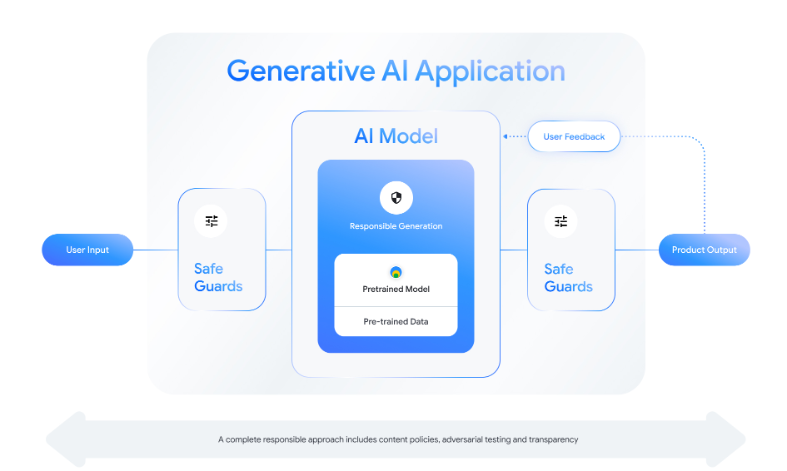 Generative AI Application
AI Model
User Feedback
Responsible Generation
User Input
Safe
Guards
Pretrained Model
Pre-trained Data
Safe
Guards
Product Output
A complete responsible approach includes content policies, adversarial testing and transparency